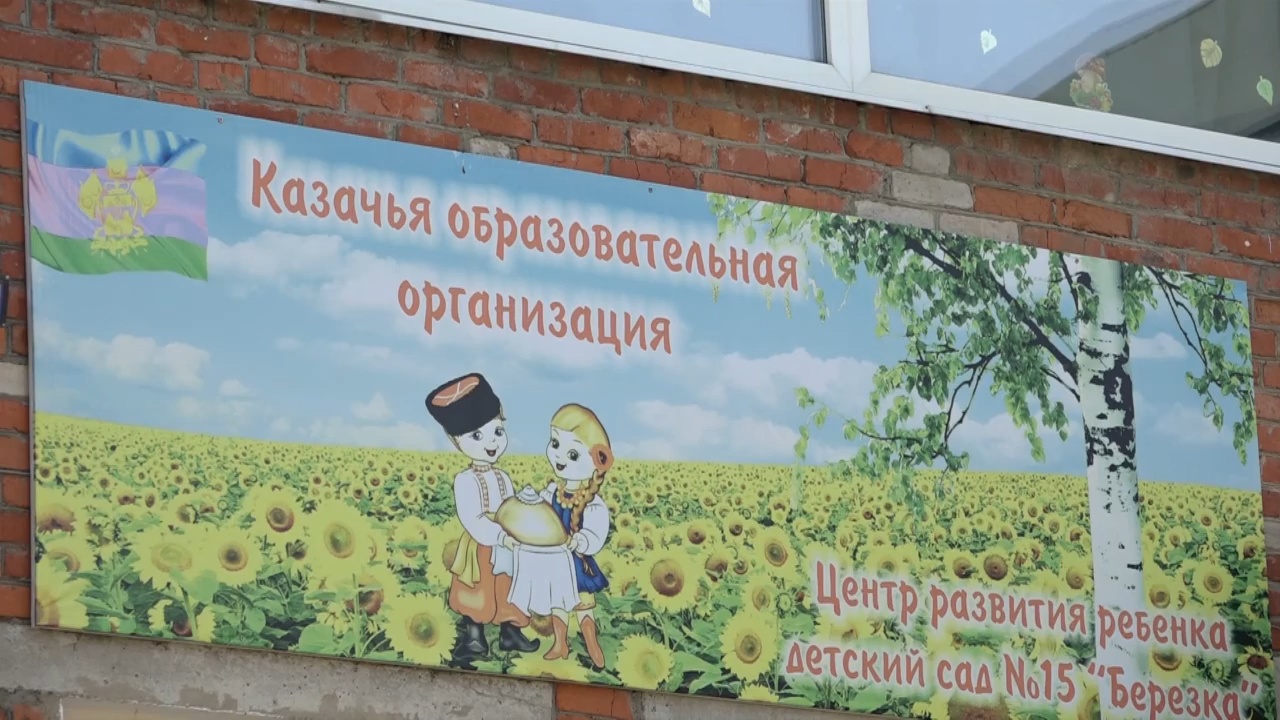 Казачья образовательная
организация
Центр развития ребенка
детский сад №15 "Березка"